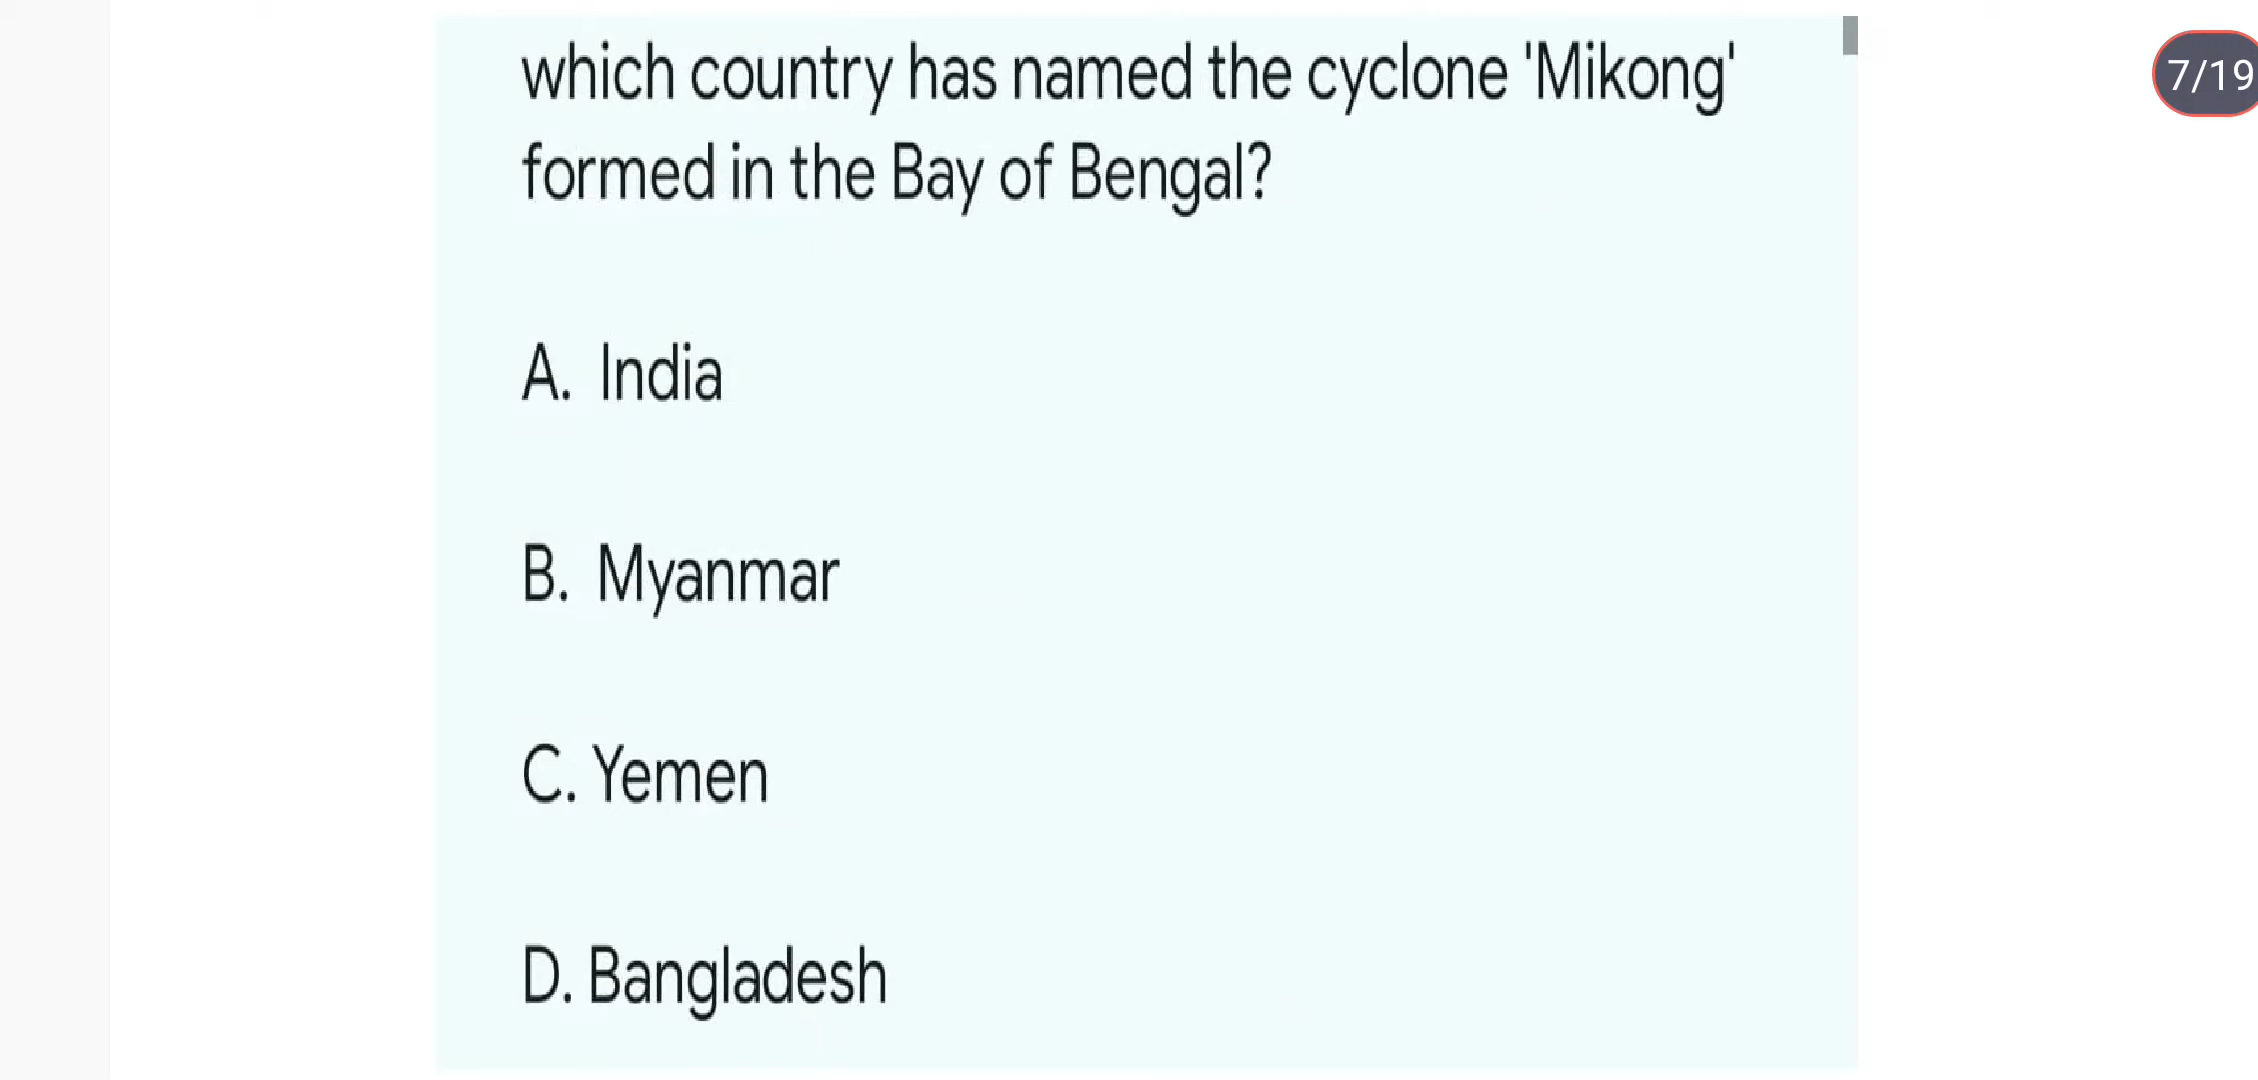 which country has named the cyclone 'Mikong'
formed in the Bay of Bengal?
7/19
A. India
B. Myanmar
C. Yemen
D. Bangladesh